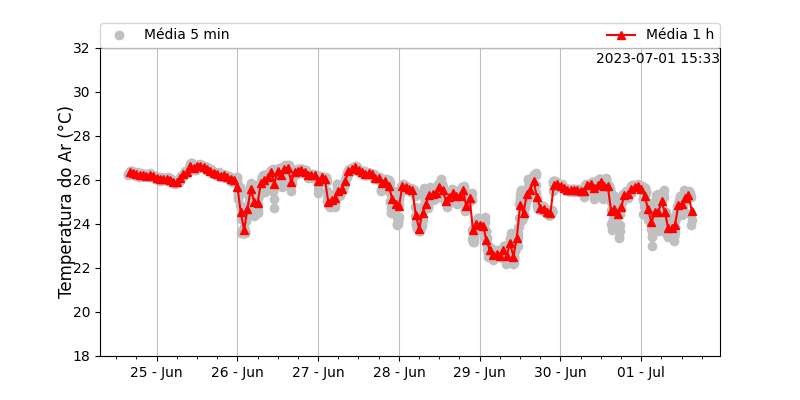 Média 5 min
Média 1 h
2023-07-01 15:33
Temperatura do Ar (°C)
32
30
28
26
24
22
20
18
25 - Jun
26 - Jun
27 - Jun
28 - Jun
29 - Jun
30 - Jun
01 - Jul